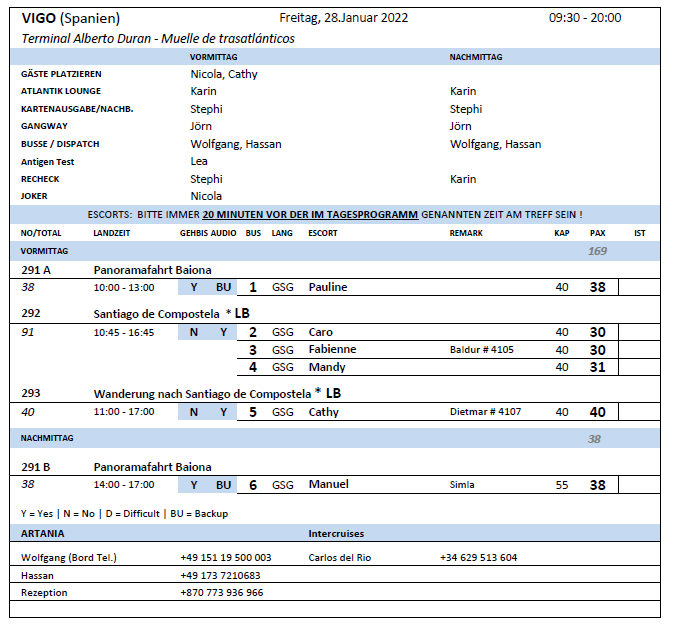 VIGO (Spanien) Freitag, 28.Januar 2022 09:30 - 20:00
Terminal Alberto Duran - Muelle de trasatlánticos
VORMITTAG NACHMITTAG
GÄSTE PLATZIEREN Nicola, Cathy
ATLANTIK LOUNGE Karin Karin
KARTENAUSGABE/NACHB. Stephi Stephi
GANGWAY Jörn Jörn
BUSSE / DISPATCH Wolfgang, Hassan Wolfgang, Hassan
Antigen Test Lea
RECHECK Stephi Karin
JOKER Nicola
ESCORTS: BITTE IMMER 20 MINUTEN VOR DER IM TAGESPROGRAMM GENANNTEN ZEIT AM TREFF SEIN !
NO/TOTAL LANDZEIT GEHBIS AUDIO BUS LANG ESCORT REMARK KAP PAX IST
VORMITTAG 169
291 A Panoramafahrt Baiona
38 10:00 - 13:00 Y BU 1 GSG Pauline 40 38
292 Santiago de Compostela * LB
91 10:45 - 16:45 N Y 2 GSG Caro 40 30
3 GSG Fabienne Baldur # 4105 40 30
4 GSG Mandy 40 31
293 Wanderung nach Santiago de Compostela * LB
40 11:00 - 17:00 N Y 5 GSG Cathy Dietmar # 4107 40 40
NACHMITTAG 38
291 B Panoramafahrt Baiona
38 14:00 - 17:00 Y BU 6 GSG Manuel Simla 55 38
Y = Yes | N = No | D = Difficult | BU = Backup
ARTANIA Intercruises
Wolfgang (Bord Tel.) +49 151 19 500 003 Carlos del Rio +34 629 513 604
Hassan +49 173 7210683
Rezeption +870 773 936 966